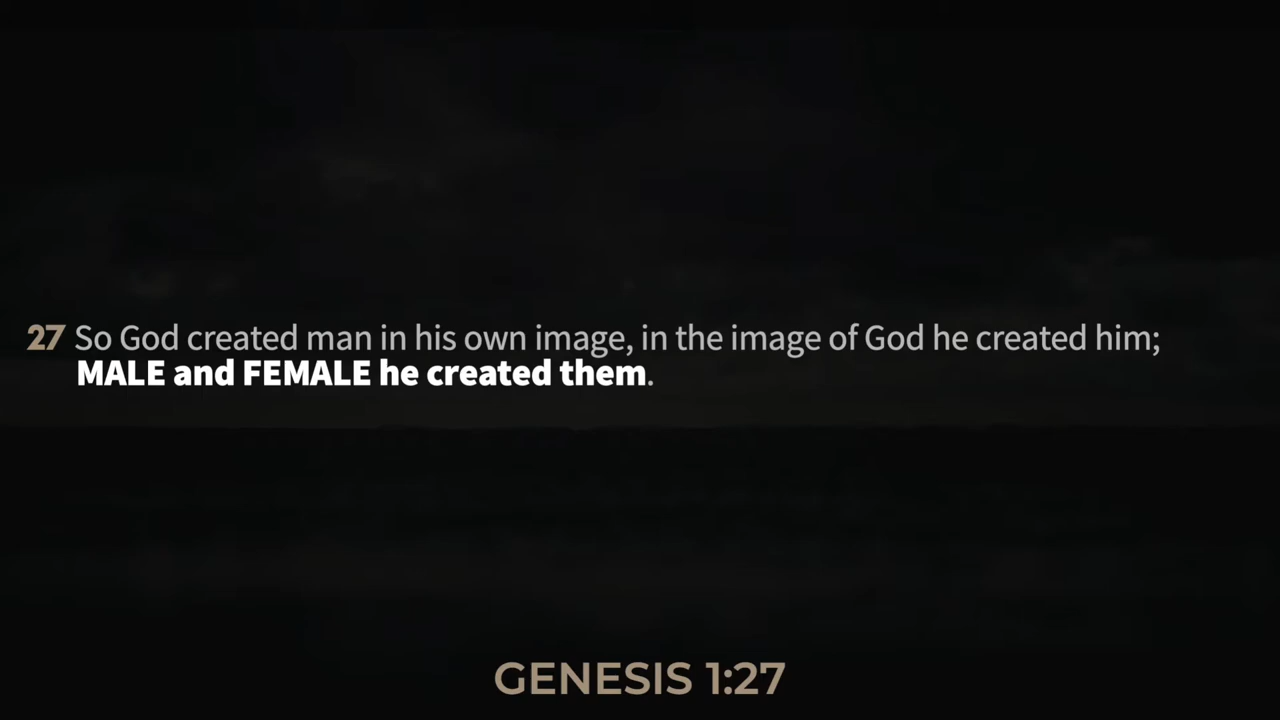 27 So God created man in his own image, in the image of God he created him;
MALE and FEMALE he created them.
GENESIS 1:27